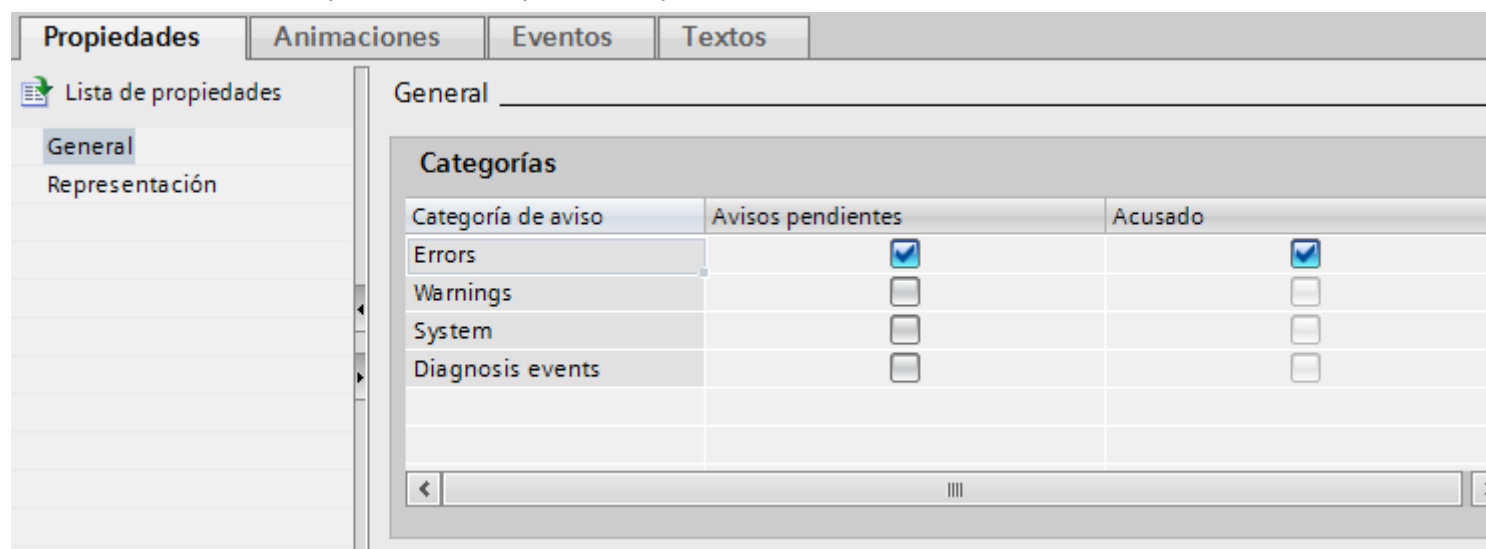 Propiedades Animaciones Eventos Textos
Lista de propiedades
General
Representación
General
Categorías
Categoría de aviso Avisos pendientes Acusado
Errors
Warnings
System
Diagnosis events